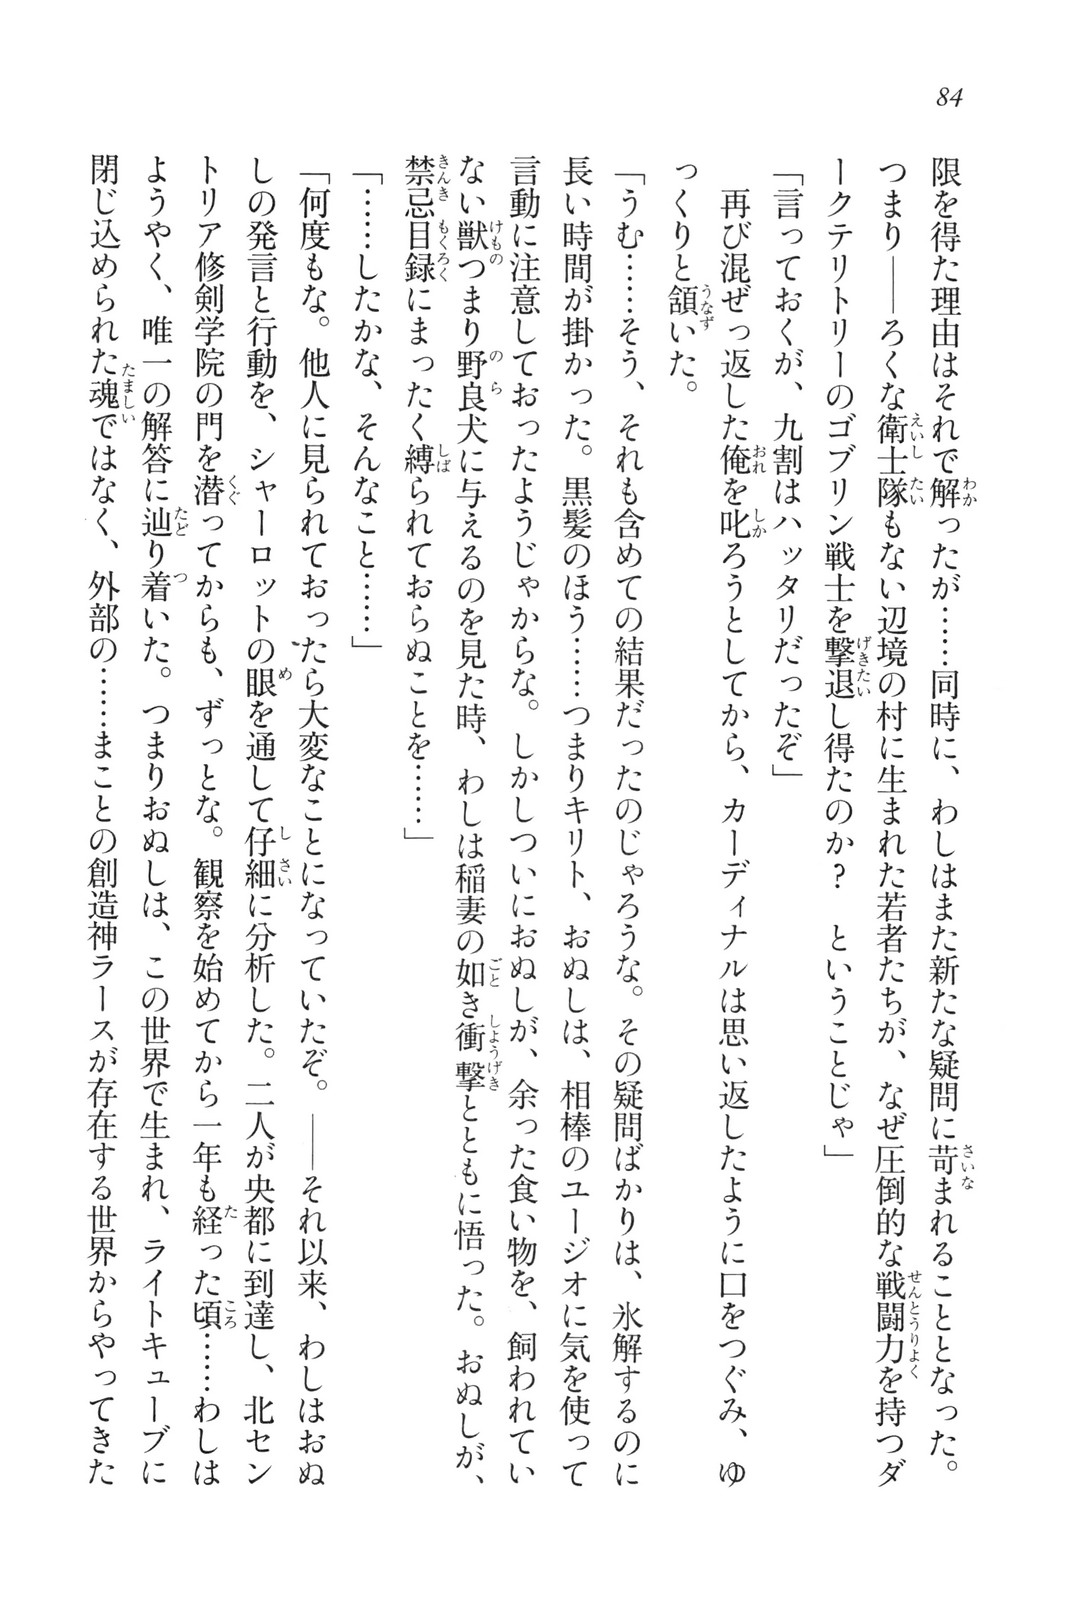 84
限を得た理由はそれで解ったが……同時に、わしはまた新たな疑問に苛まれることとなった。
つまり――ろくな衛士隊もない辺境の村に生まれた若者たちが、なぜ圧倒的な戦闘力を持つダ
ークテリトリーのゴブリン戦士を撃退し得たのか？　ということじゃ」
「言っておくが、九割はハッタリだったぞ」
　再び混ぜっ返した俺を叱ろうとしてから、カーディナルは思い返したように口をつぐみ、ゆ
っくりと頷いた。
「うむ……そう、それも含めての結果だったのじゃろうな。その疑問ばかりは、氷解するのに
長い時間が掛かった。黒髪のほう……つまりキリト、おぬしは、相棒のユージオに気を使って
言動に注意しておったようじゃからな。しかしついにおぬしが、余った食い物を、飼われてい
ない獣つまり野良犬に与えるのを見た時、わしは稲妻の如き衝撃とともに悟った。おぬしが、
禁忌目録にまったく縛られておらぬことを……」
「……したかな、そんなこと……」
「何度もな。他人に見られておったら大変なことになっていたぞ。――それ以来、わしはおぬ
しの発言と行動を、シャーロットの眼を通して仔細に分析した。二人が央都に到達し、北セン
トリア修剣学院の門を潜ってからも、ずっとな。観察を始めてから一年も経った頃……わしは
ようやく、唯一の解答に辿り着いた。つまりおぬしは、この世界で生まれ、ライトキューブに
閉じ込められた魂ではなく、外部の……まことの創造神ラースが存在する世界からやってきた